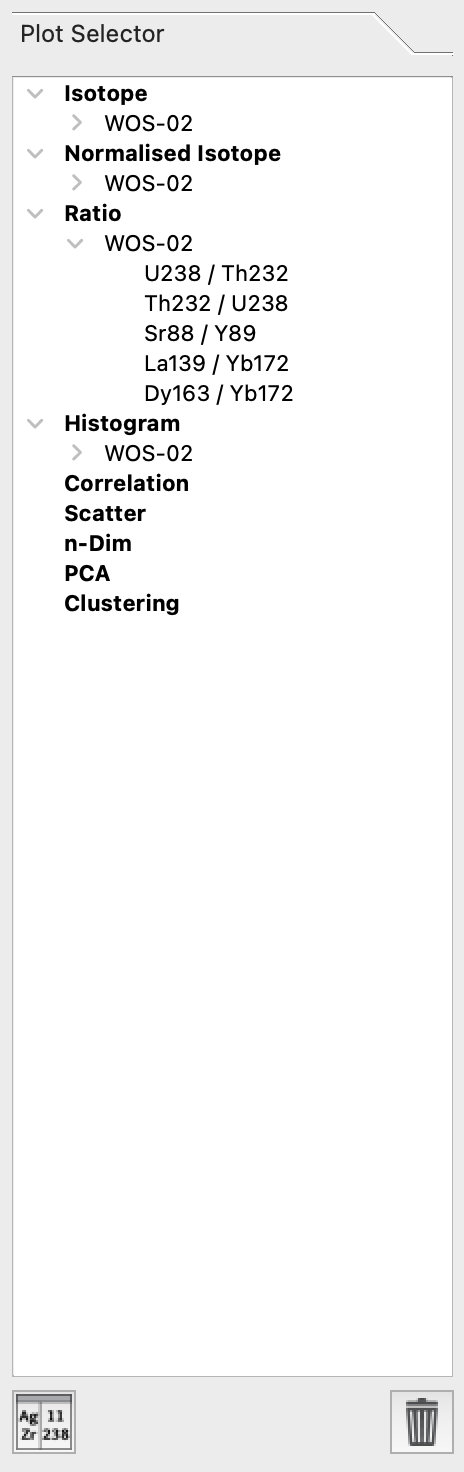 Plot Selector
Isotope
WOS-02
Normalised Isotope
WOS-02
Ratio
WOS-02
U238 / Th232
Th232 / U238
Sr88 / Y89
La139 / Yb172
Dy163 / Yb172
Histogram
WOS-02
Correlation
Scatter
n-Dim
PCA
Clustering
Ag 11
Zr 238